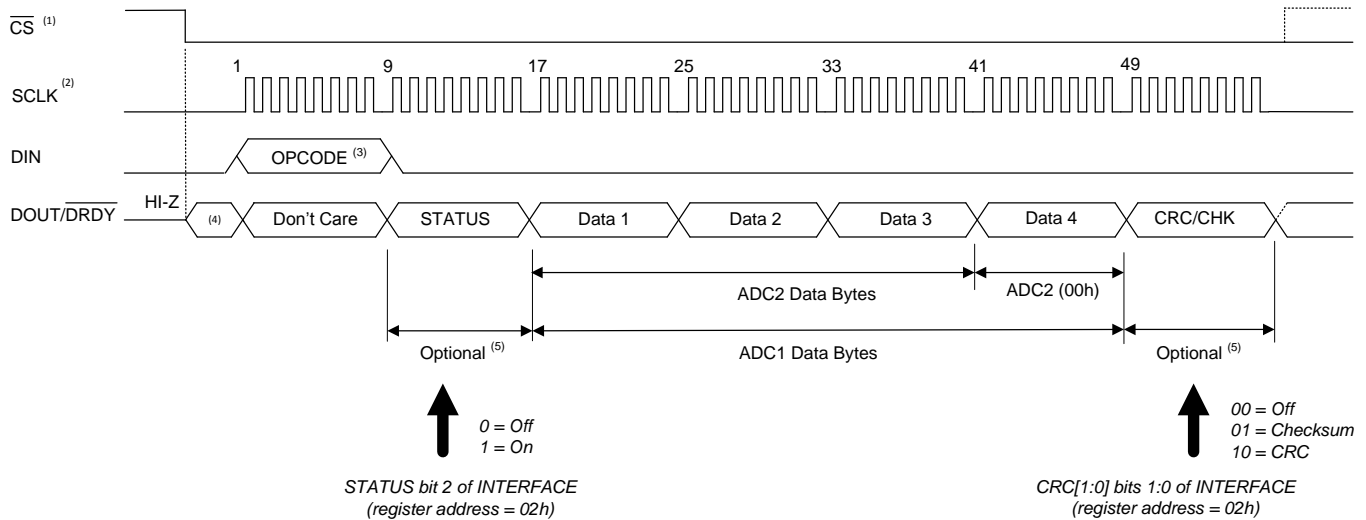 CS (1)
1 9 17 25 33 41 49
SCLK (2)
DIN
OPCODE (3)
DOUT/DRDY
HI-Z
(4) Don't Care STATUS Data 1 Data 2 Data 3 Data 4 CRC/CHK
ADC2 Data Bytes ADC2 (00h)
Optional (5) ADC1 Data Bytes Optional (5)
0 = Off
1 = On
STATUS bit 2 of INTERFACE
(register address = 02h)
00 = Off
01 = Checksum
10 = CRC
CRC[1:0] bits 1:0 of INTERFACE
(register address = 02h)